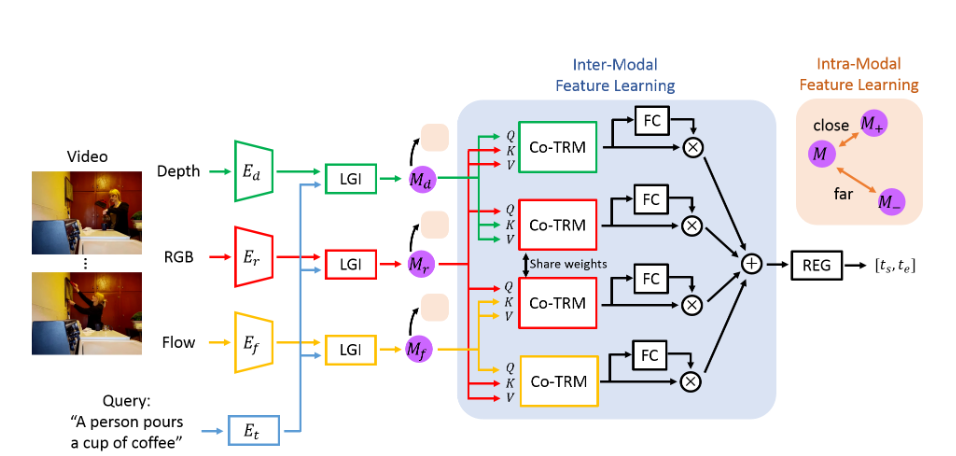 Inter-Modal
Feature Learning
Intra-Modal
Feature Learning
Video
Depth
E_d
LGI
M_d
Q
K
V
Co-TRM
FC
×
close
M_+
M
far
M_-
RGB
E_r
LGI
M_r
Q
K
V
Co-TRM
FC
×
Share weights
+
REG
[t_s, t_e]
Q
K
V
Co-TRM
FC
×
Flow
E_f
LGI
M_f
Q
K
V
Co-TRM
FC
×
Query:
"A person pours
a cup of coffee"
E_t